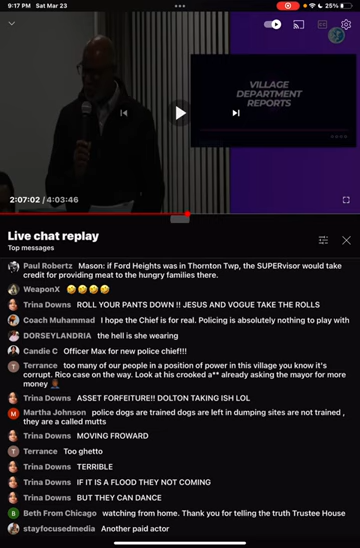 9:17 PM Sat Mar 23
25%
VILLAGE
DEPARTMENT
REPORTS
2:07:02 / 4:03:46
Live chat replay
Top messages
Paul Robertz Mason: if Ford Heights was in Thornton Twp, the SUPERvisor would take
credit for providing meat to the hungry families there.
WeaponX 🤣🤣🤣🤣
Trina Downs ROLL YOUR PANTS DOWN !! JESUS AND VOGUE TAKE THE ROLLS
Coach Muhammad I hope the Chief is for real. Policing is absolutely nothing to play with
DORSEYLANDRIA the hell is she wearing
Candie C Officer Max for new police chief!!!
T Terrance too many of our people in a position of power in this village you know it's
corrupt. Rico case on the way. Look at his crooked a** already asking the mayor for more
money
Trina Downs ASSET FORFEITURE!! DOLTON TAKING ISH LOL
M Martha Johnson police dogs are trained dogs are left in dumping sites are not trained ,
they are a called mutts
Trina Downs MOVING FROWARD
T Terrance Too ghetto
Trina Downs TERRIBLE
Trina Downs IF IT IS A FLOOD THEY NOT COMING
Trina Downs BUT THEY CAN DANCE
Beth From Chicago watching from home. Thank you for telling the truth Trustee House
stayfocusedmedia Another paid actor